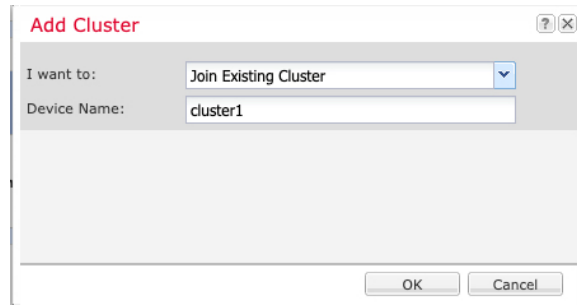 Add Cluster
I want to: Join Existing Cluster
Device Name: cluster1
OK Cancel